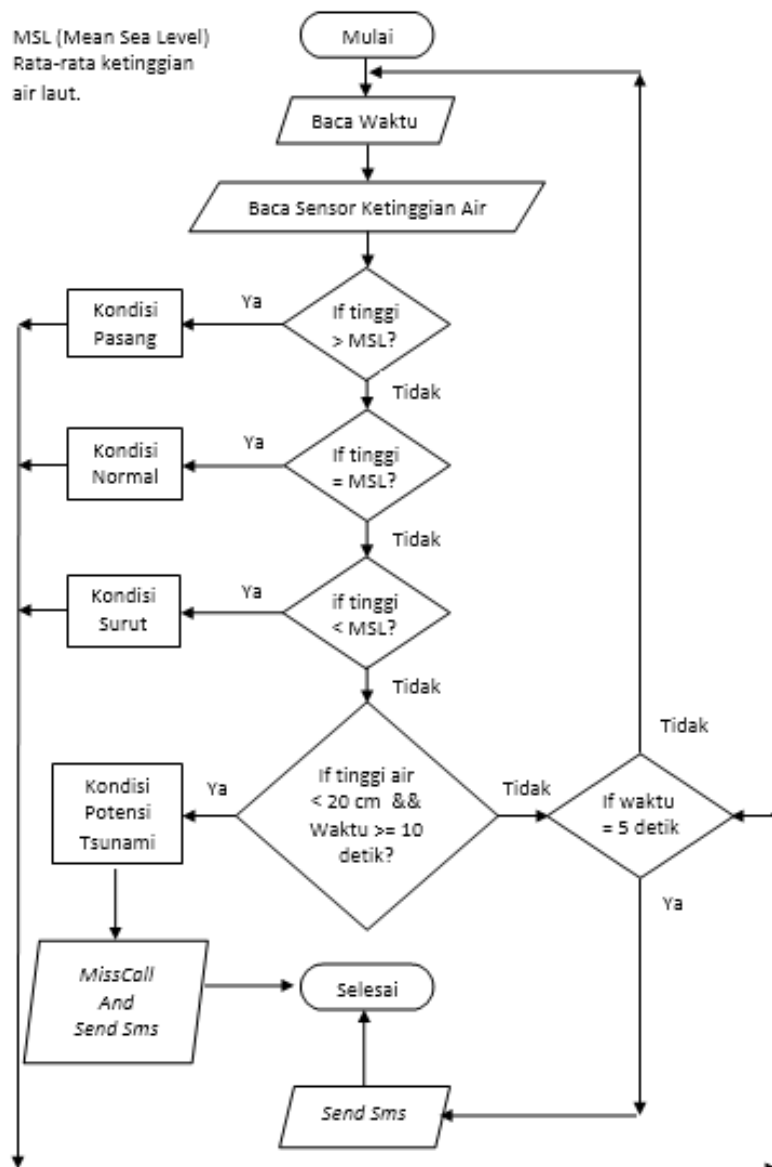 MSL (Mean Sea Level)
Rata-rata ketinggian
air laut.
Mulai
Baca Waktu
Baca Sensor Ketinggian Air
If tinggi
> MSL?
Ya
Kondisi
Pasang
Tidak
If tinggi
= MSL?
Ya
Kondisi
Normal
Tidak
if tinggi
< MSL?
Ya
Kondisi
Surut
Tidak
If tinggi air
< 20 cm && 
Waktu >= 10
detik?
Ya
Kondisi
Potensi
Tsunami
Tidak
If waktu
= 5 detik
Tidak
Ya
MissCall
And
Send Sms
Selesai
Send Sms